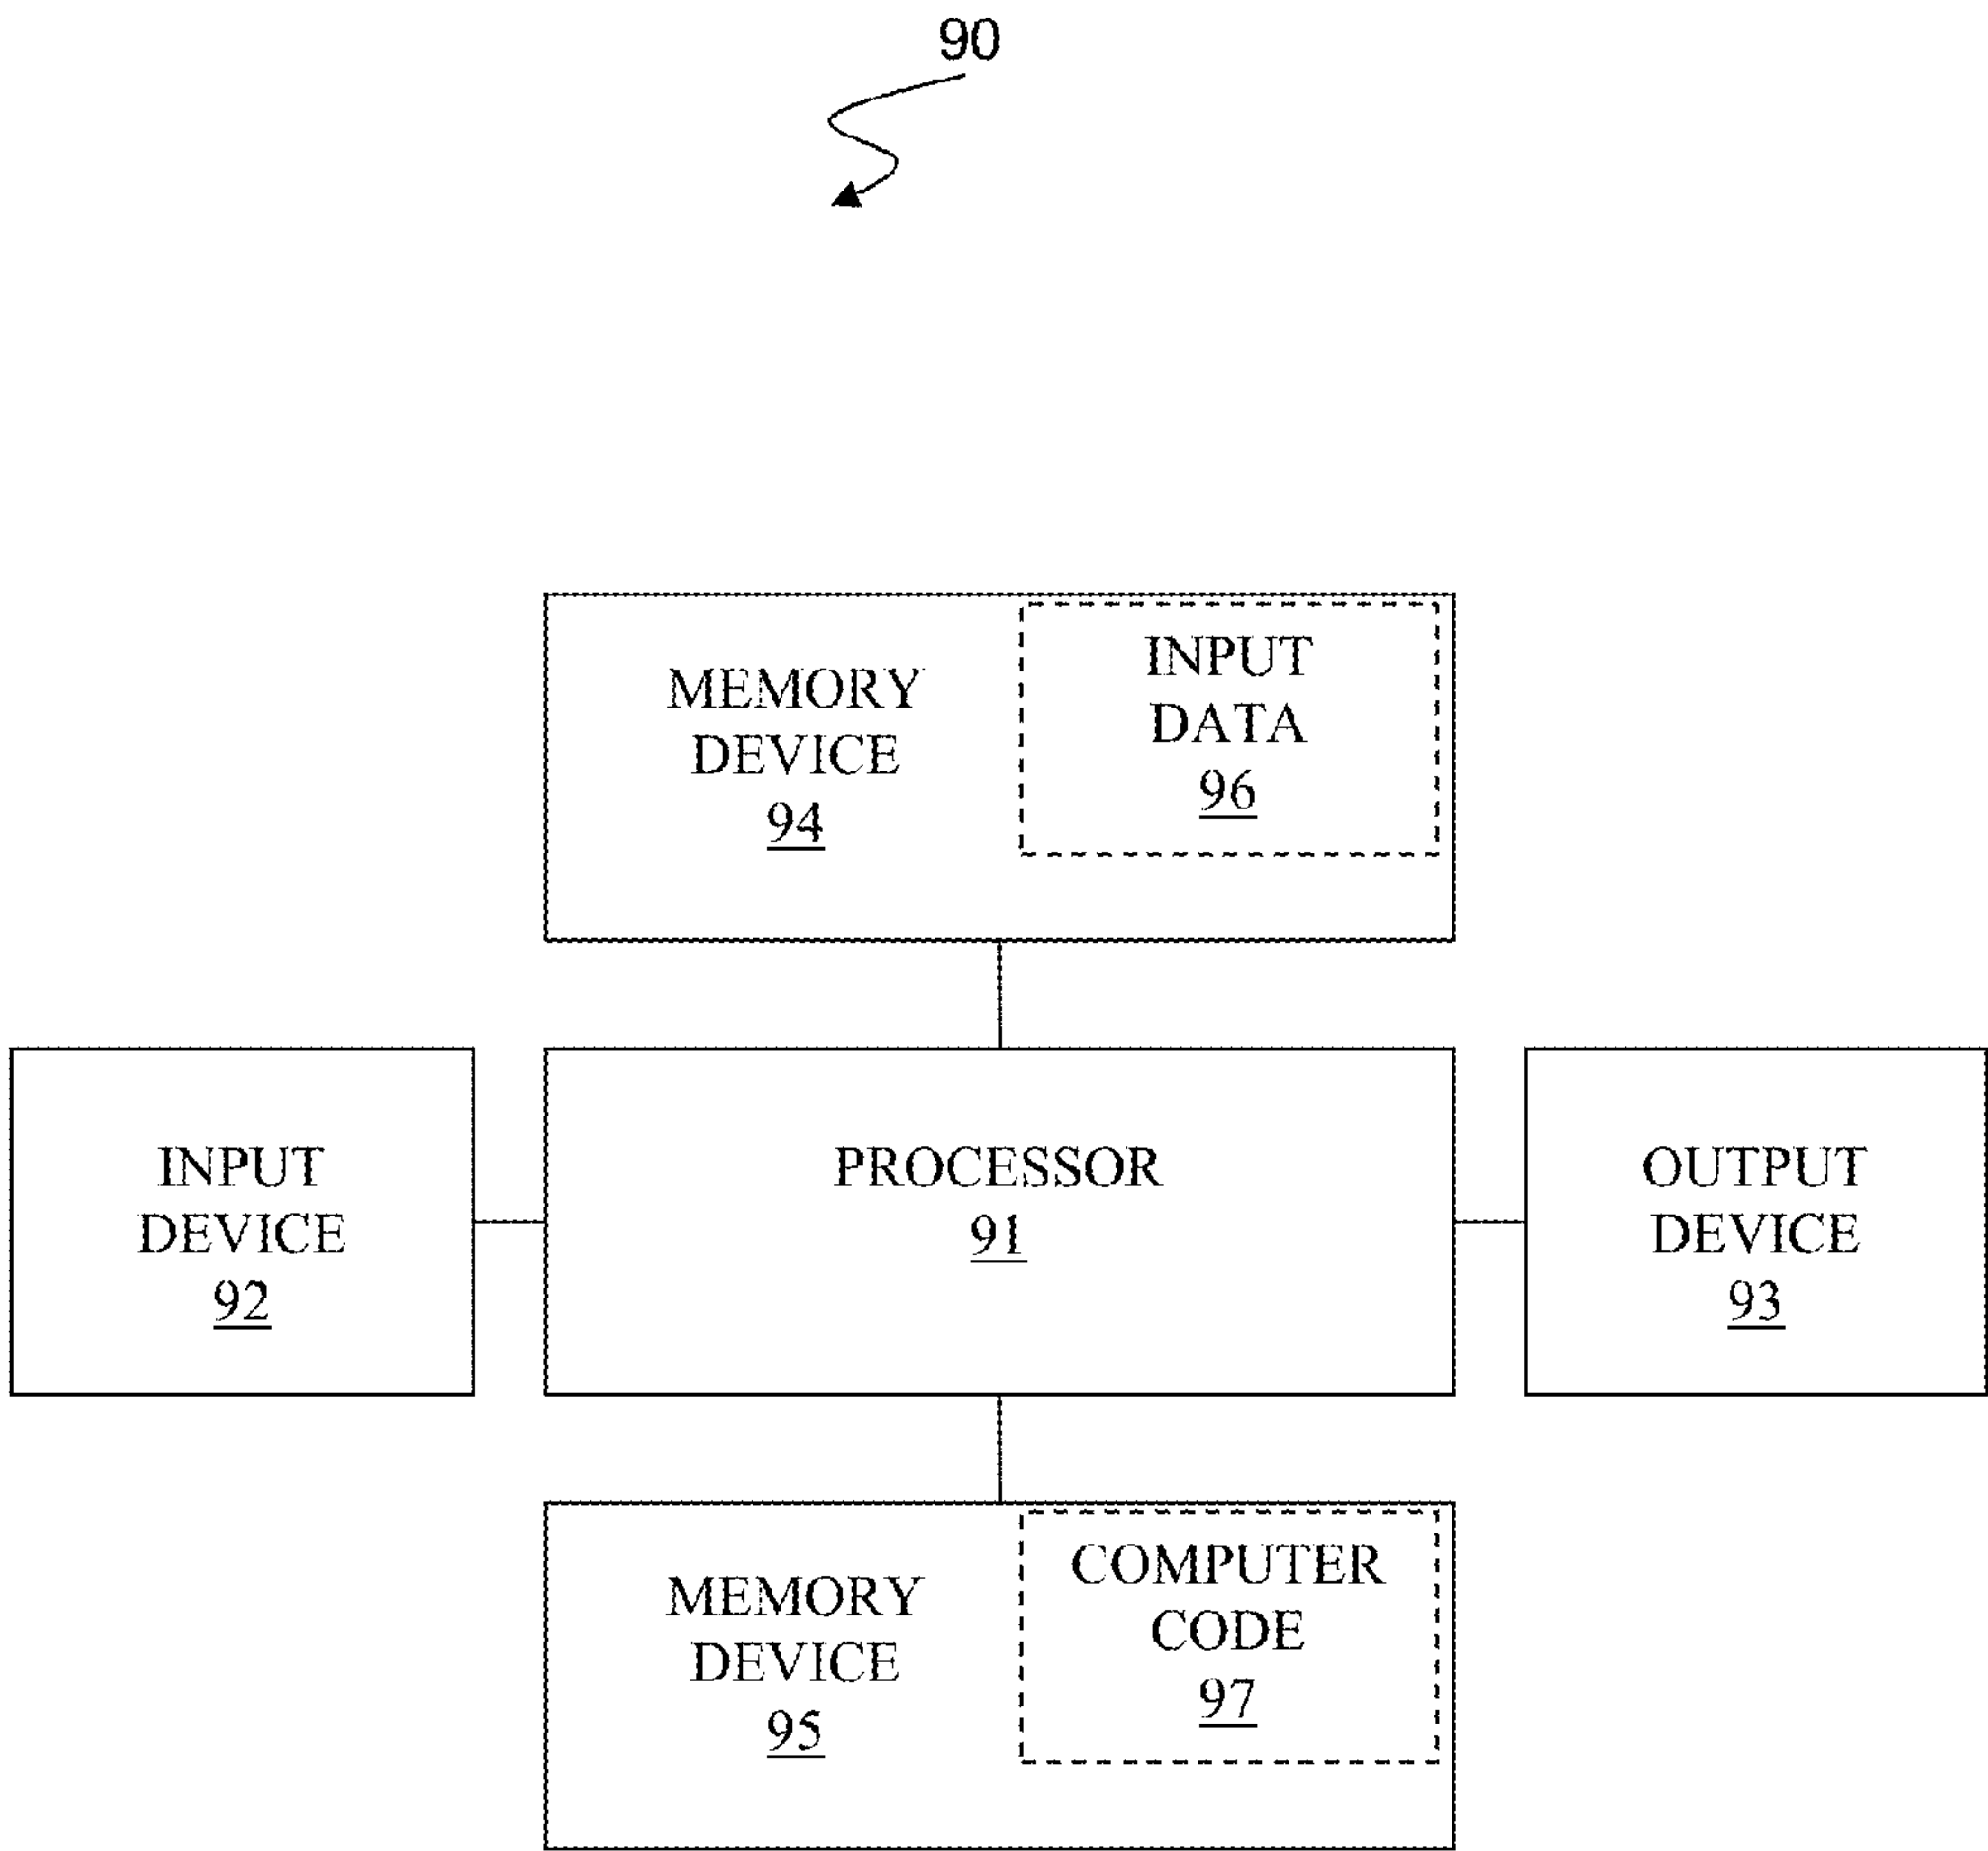 90
MEMORY
DEVICE
94
INPUT
DATA
96
INPUT
DEVICE
92
PROCESSOR
91
OUTPUT
DEVICE
93
MEMORY
DEVICE
95
COMPUTER
CODE
97